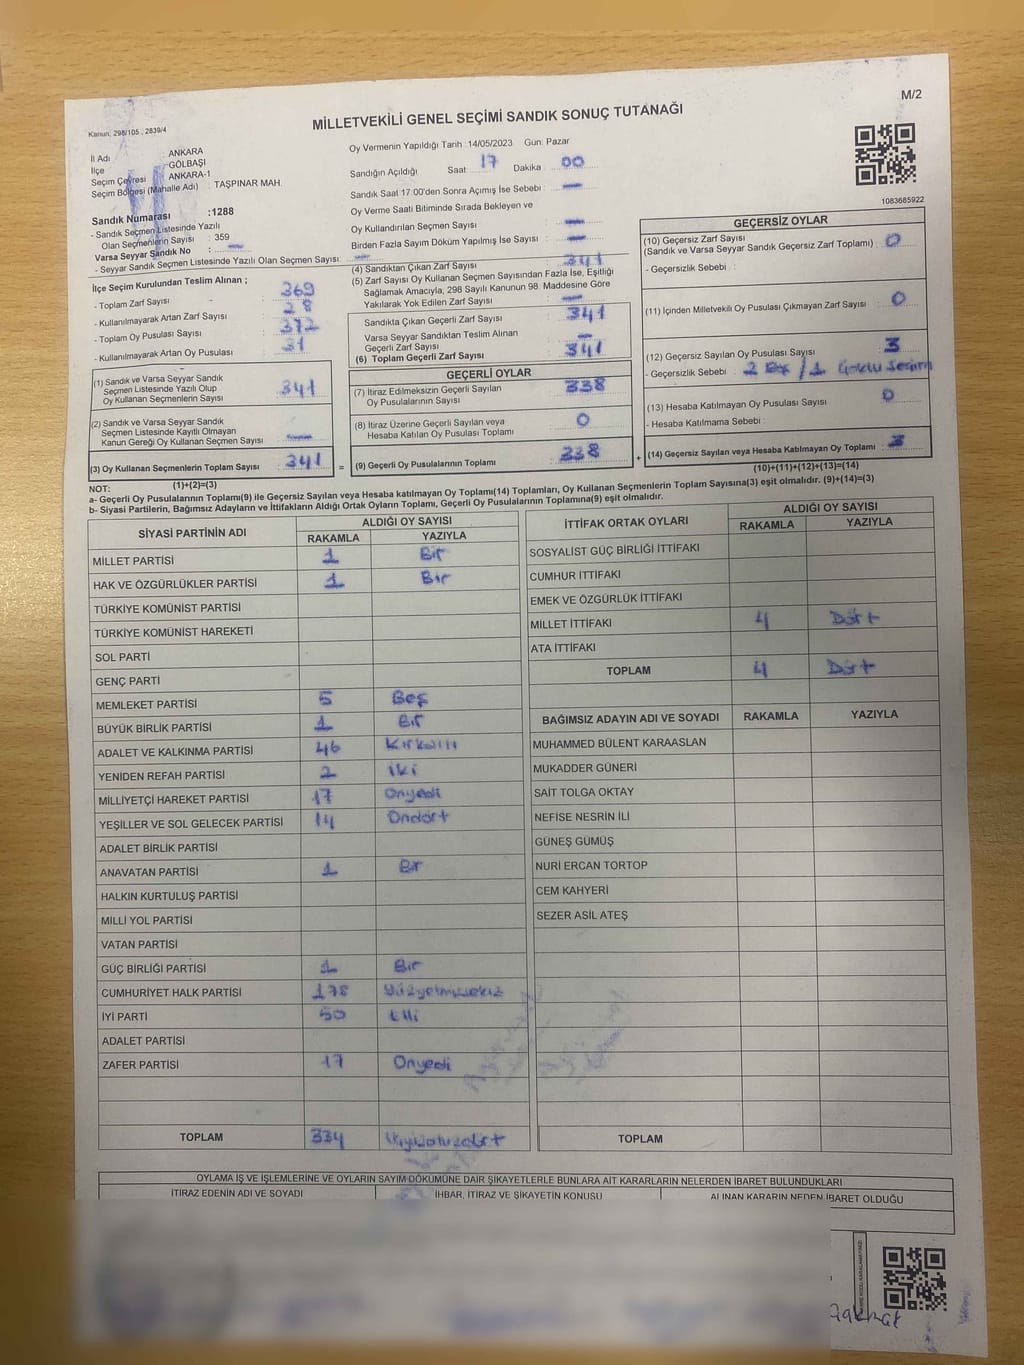 M/2
Kanun, 298/105 , 2839/4
MİLLETVEKİLİ GENEL SEÇİMİ SANDIK SONUÇ TUTANAĞI
İl Adı : ANKARA
İlçe : GÖLBAŞI
Seçim Çevresi : ANKARA-1
Seçim Bölgesi (Mahalle Adı) : TAŞPINAR MAH.
Sandık Numarası :1288
- Sandık Seçmen Listesinde Yazılı
Olan Seçmenlerin Sayısı : 359
Varsa Seyyar Sandık No : —
- Seyyar Sandık Seçmen Listesinde Yazılı Olan Seçmen Sayısı: —
Oy Vermenin Yapıldığı Tarih : 14/05/2023 Gün: Pazar
Sandığın Açıldığı Saat : 17 Dakika : 00
Sandık Saat 17:00'den Sonra Açımış İse Sebebi : —
Oy Verme Saati Bitiminde Sırada Bekleyen ve
Oy Kullandırılan Seçmen Sayısı : —
Birden Fazla Sayım Döküm Yapılmış İse Sayısı : —
1083685922
İlçe Seçim Kurulundan Teslim Alınan ;
- Toplam Zarf Sayısı : 369
- Kullanılmayarak Artan Zarf Sayısı : 28
- Toplam Oy Pusulası Sayısı : 372
- Kullanılmayarak Artan Oy Pusulası : 31
(1) Sandık ve Varsa Seyyar Sandık
Seçmen Listesinde Yazılı Olup
Oy Kullanan Seçmenlerin Sayısı : 341
(2) Sandık ve Varsa Seyyar Sandık
Seçmen Listesinde Kayıtlı Olmayan
Kanun Gereği Oy Kullanan Seçmen Sayısı : —
(3) Oy Kullanan Seçmenlerin Toplam Sayısı : 341
(1)+(2)=(3)
(4) Sandıktan Çıkan Zarf Sayısı : 341
(5) Zarf Sayısı Oy Kullanan Seçmen Sayısından Fazla İse, Eşitliği
Sağlamak Amacıyla, 298 Sayılı Kanunun 98. Maddesine Göre
Yakılarak Yok Edilen Zarf Sayısı : —
Sandıkta Çıkan Geçerli Zarf Sayısı : 341
Varsa Seyyar Sandıktan Teslim Alınan
Geçerli Zarf Sayısı : —
(6) Toplam Geçerli Zarf Sayısı : 341
GEÇERLİ OYLAR
(7) İtiraz Edilmeksizin Geçerli Sayılan
Oy Pusulalarının Sayısı : 338
(8) İtiraz Üzerine Geçerli Sayılan veya
Hesaba Katılan Oy Pusulası Toplamı : 0
= (9) Geçerli Oy Pusulalarının Toplamı : 338 +
GEÇERSİZ OYLAR
(10) Geçersiz Zarf Sayısı
(Sandık ve Varsa Seyyar Sandık Geçersiz Zarf Toplamı) : 0
- Geçersizlik Sebebi :
(11) İçinden Milletvekili Oy Pusulası Çıkmayan Zarf Sayısı : 0
(12) Geçersiz Sayılan Oy Pusulası Sayısı : 3
- Geçersizlik Sebebi : 2 Boş / 1
(13) Hesaba Katılmayan Oy Pusulası Sayısı : 0
- Hesaba Katılmama Sebebi :
(14) Geçersiz Sayılan veya Hesaba Katılmayan Oy Toplamı : 3
(10)+(11)+(12)+(13)=(14)
NOT:
a- Geçerli Oy Pusulalarının Toplamı(9) ile Geçersiz Sayılan veya Hesaba katılmayan Oy Toplamı(14) Toplamları, Oy Kullanan Seçmenlerin Toplam Sayısına(3) eşit olmalıdır. (9)+(14)=(3)
b- Siyasi Partilerin, Bağımsız Adayların ve İttifakların Aldığı Ortak Oyların Toplamı, Geçerli Oy Pusulalarının Toplamına(9) eşit olmalıdır.
SİYASİ PARTİNİN ADI ALDIĞI OY SAYISI
RAKAMLA YAZIYLA
MİLLET PARTİSİ 1 Bir
HAK VE ÖZGÜRLÜKLER PARTİSİ 1 Bir
TÜRKİYE KOMÜNİST PARTİSİ
TÜRKİYE KOMÜNİST HAREKETİ
SOL PARTİ
GENÇ PARTİ
MEMLEKET PARTİSİ 5 Beş
BÜYÜK BİRLİK PARTİSİ 1 Bir
ADALET VE KALKINMA PARTİSİ 46 Kırkaltı
YENİDEN REFAH PARTİSİ 2 iki
MİLLİYETÇİ HAREKET PARTİSİ 17 Onyedi
YEŞİLLER VE SOL GELECEK PARTİSİ 14 Ondört
ADALET BİRLİK PARTİSİ
ANAVATAN PARTİSİ 1 Bir
HALKIN KURTULUŞ PARTİSİ
MİLLİ YOL PARTİSİ
VATAN PARTİSİ
GÜÇ BİRLİĞİ PARTİSİ 1 Bir
CUMHURİYET HALK PARTİSİ 178 Yüzyetmişsekiz
İYİ PARTİ 50 Elli
ADALET PARTİSİ
ZAFER PARTİSİ 17 Onyedi
TOPLAM 334 ikiyüzotuzdört
İTTİFAK ORTAK OYLARI ALDIĞI OY SAYISI
RAKAMLA YAZIYLA
SOSYALİST GÜÇ BİRLİĞİ İTTİFAKI
CUMHUR İTTİFAKI
EMEK VE ÖZGÜRLÜK İTTİFAKI
MİLLET İTTİFAKI 4 Dört
ATA İTTİFAKI
TOPLAM 4 Dört
BAĞIMSIZ ADAYIN ADI VE SOYADI RAKAMLA YAZIYLA
MUHAMMED BÜLENT KARAASLAN
MUKADDER GÜNERİ
SAİT TOLGA OKTAY
NEFİSE NESRİN İLİ
GÜNEŞ GÜMÜŞ
NURİ ERCAN TORTOP
CEM KAHYERİ
SEZER ASİL ATEŞ
TOPLAM
OYLAMA İŞ VE İŞLEMLERİNE VE OYLARIN SAYIM DÖKÜMÜNE DAİR ŞİKAYETLERLE BUNLARA AİT KARARLARIN NELERDEN İBARET BULUNDUKLARI
İTİRAZ EDENİN ADI VE SOYADI İHBAR, İTİRAZ VE ŞİKAYETİN KONUSU ALINAN KARARIN NEDEN İBARET OLDUĞU